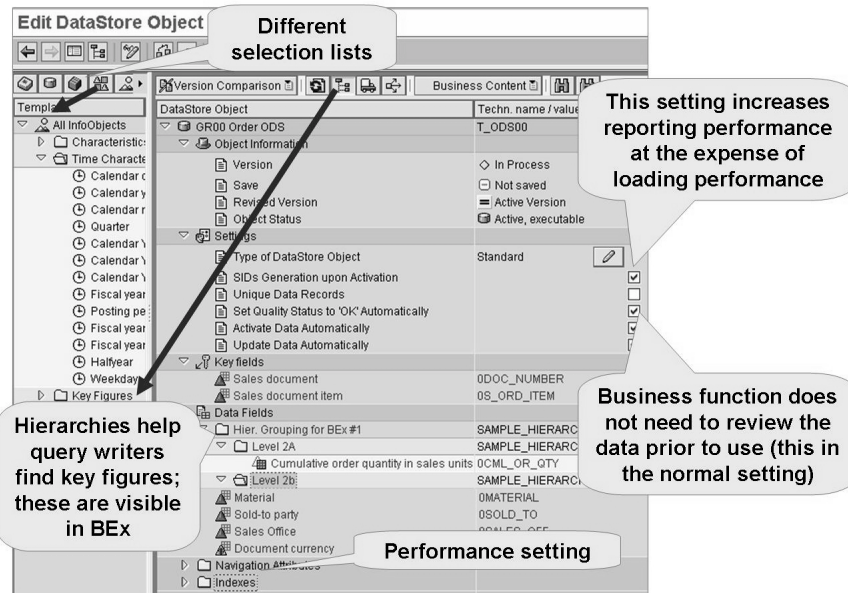 Edit DataStore Object
Different
selection lists
Version Comparison
Business Content
Templa
All InfoObjects
Characteristic
Time Characte
Calendar d
Calendar y
Calendar
Quarter
Calendar Y
Calendar Y
Calendar
Fiscal year
Posting pe
Fiscal year
Fiscal year
Halfyear
Weekday
Key Figures
DataStore Object Techn. name / value
GR00 Order ODS T_ODS00
Object Information
Version In Process
Save Not saved
Revised Version Active Version
Object Status Active, executable
Settings
Type of DataStore Object Standard
SIDs Generation upon Activation
Unique Data Records
Set Quality Status to 'OK' Automatically
Activate Data Automatically
Update Data Automatically
Key fields
Sales document 0DOC_NUMBER
Sales document item 0S_ORD_ITEM
Data Fields
Hier. Grouping for BEx #1 SAMPLE_HIERARC
Level 2A SAMPLE_HIERARC
Cumulative order quantity in sales units 0CML_OR_QTY
Level 2b SAMPLE_HIERARC
Material 0MATERIAL
Sold-to party 0SOLD_TO
Sales Office 0SALES_OFF
Document currency
Navigation Attributes
Indexes
This setting increases
reporting performance
at the expense of
loading performance
Business function does
not need to review the
data prior to use (this in
the normal setting)
Hierarchies help
query writers
find key figures;
these are visible
in BEx
Performance setting